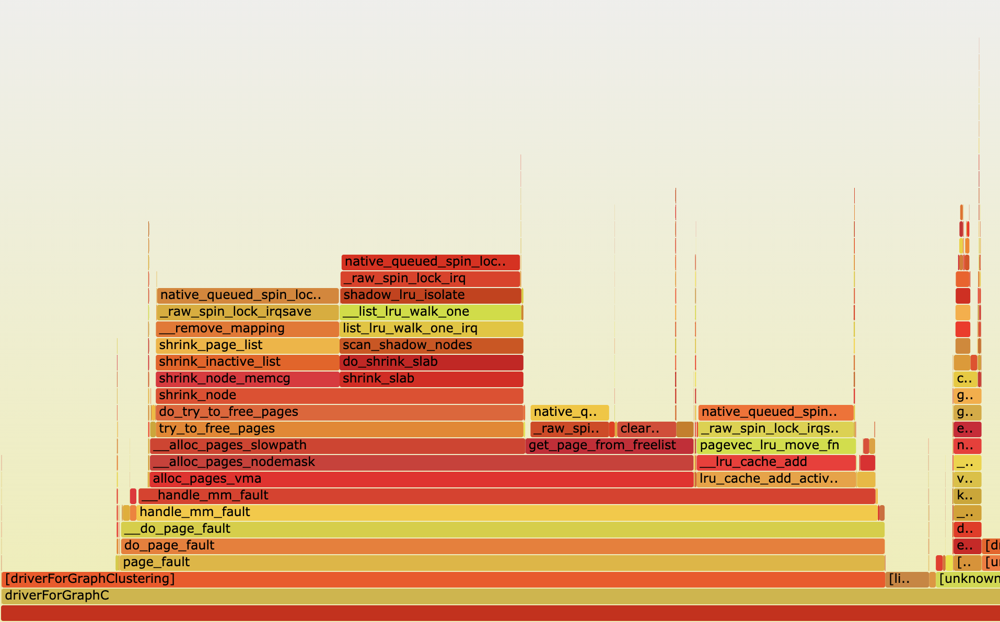 native_queued_spin_loc..
_raw_spin_lock_irq
native_queued_spin_loc.. shadow_lru_isolate
_raw_spin_lock_irqsave __list_lru_walk_one
__remove_mapping list_lru_walk_one_irq
shrink_page_list scan_shadow_nodes
shrink_inactive_list do_shrink_slab
shrink_node_memcg shrink_slab c..
shrink_node g..
do_try_to_free_pages native_q.. native_queued_spin.. g..
try_to_free_pages _raw_spi.. clear.. _raw_spin_lock_irqs.. e..
__alloc_pages_slowpath get_page_from_freelist pagevec_lru_move_fn n..
__alloc_pages_nodemask __lru_cache_add _..
alloc_pages_vma lru_cache_add_activ.. v..
__handle_mm_fault k..
handle_mm_fault _..
__do_page_fault d..
do_page_fault e.. [d
page_fault [.. [u
[driverForGraphClustering] [li.. [unknown
driverForGraphC